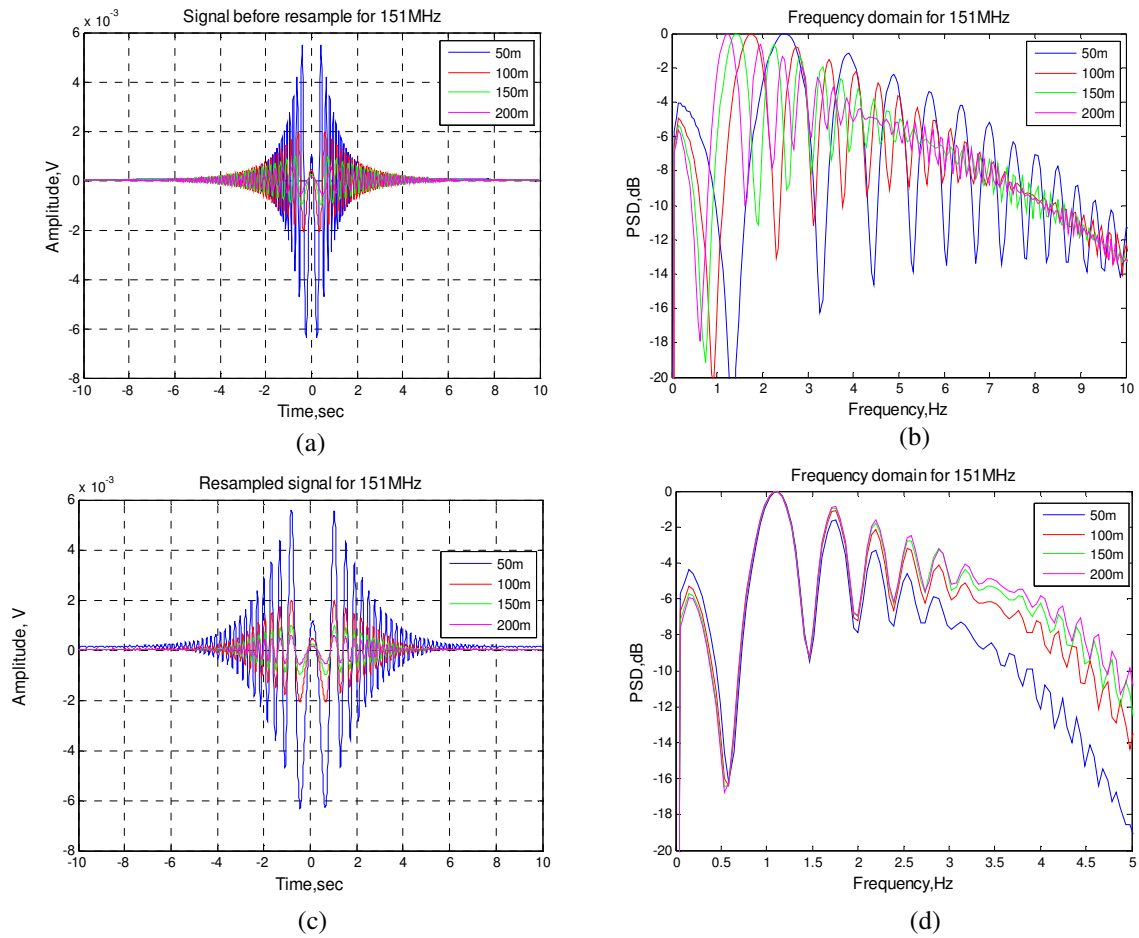 Signal before resample for 151MHz
x 10-3
6
4
2
0
-2
-4
-6
-8
-10 -8 -6 -4 -2 0 2 4 6 8 10
Amplitude,V
Time,sec
50m
100m
150m
200m
(a)
Frequency domain for 151MHz
0
-2
-4
-6
-8
-10
-12
-14
-16
-18
-20
0 1 2 3 4 5 6 7 8 9 10
PSD,dB
Frequency,Hz
50m
100m
150m
200m
(b)
Resampled signal for 151MHz
x 10-3
6
4
2
0
-2
-4
-6
-8
-10 -8 -6 -4 -2 0 2 4 6 8 10
Amplitude, V
Time,sec
50m
100m
150m
200m
(c)
Frequency domain for 151MHz
0
-2
-4
-6
-8
-10
-12
-14
-16
-18
-20
0 0.5 1 1.5 2 2.5 3 3.5 4 4.5 5
PSD,dB
Frequency,Hz
50m
100m
150m
200m
(d)